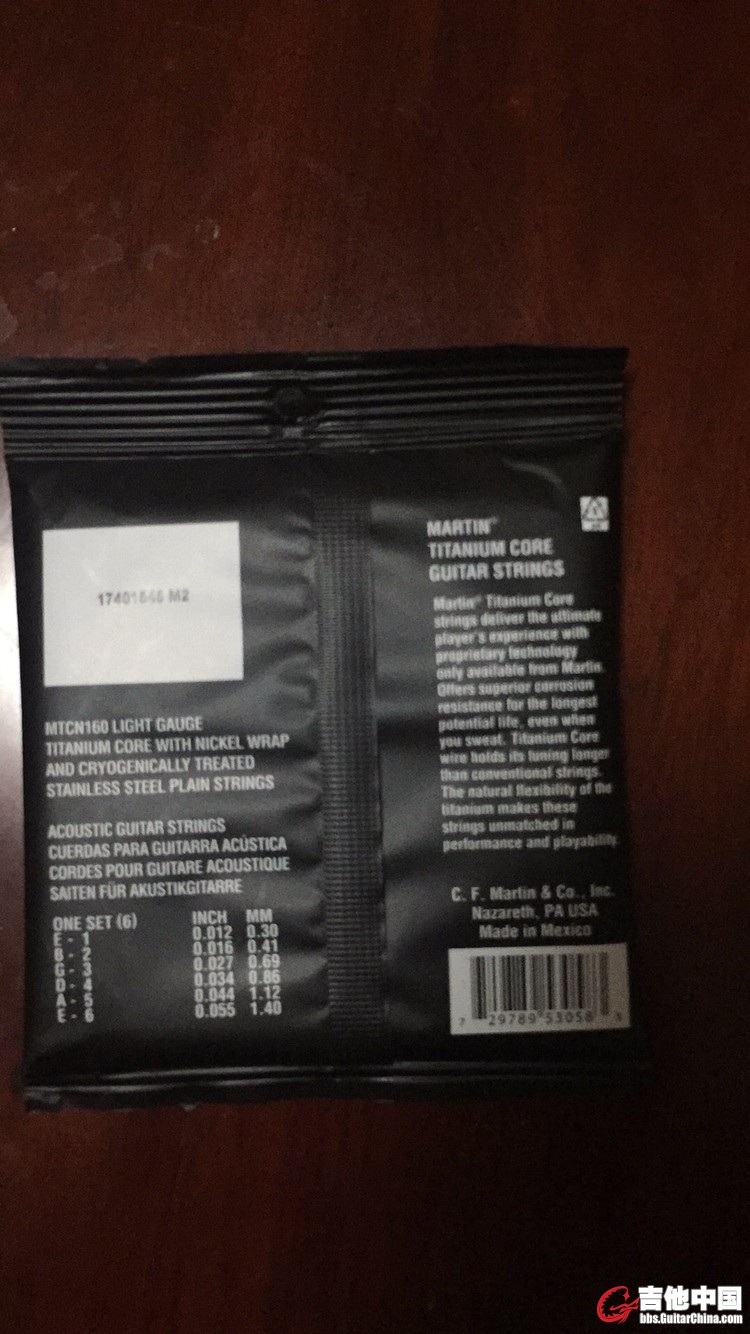 17401646 M2
MTCN160 LIGHT GAUGE
TITANIUM CORE WITH NICKEL WRAP
AND CRYOGENICALLY TREATED
STAINLESS STEEL PLAIN STRINGS
ACOUSTIC GUITAR STRINGS
CUERDAS PARA GUITARRA ACÚSTICA
CORDES POUR GUITARE ACOUSTIQUE
SAITEN FÜR AKUSTIKGITARRE
ONE SET (6) INCH MM
E - 1 0.012 0.30
B - 2 0.016 0.41
G - 3 0.027 0.69
D - 4 0.034 0.86
A - 5 0.044 1.12
E - 6 0.055 1.40
MARTIN®
TITANIUM CORE
GUITAR STRINGS
Martin® Titanium Core
strings deliver the ultimate
player's experience with
proprietary technology
only available from Martin.
Offers superior corrosion
resistance for the longest
potential life, even when
you sweat. Titanium Core
wire holds its tuning longer
than conventional strings.
The natural flexibility of the
titanium makes these
strings unmatched in
performance and playability.
C. F. Martin & Co., Inc.
Nazareth, PA USA
Made in Mexico
7 29789 53058 3
吉他中国
bbs.GuitarChina.com